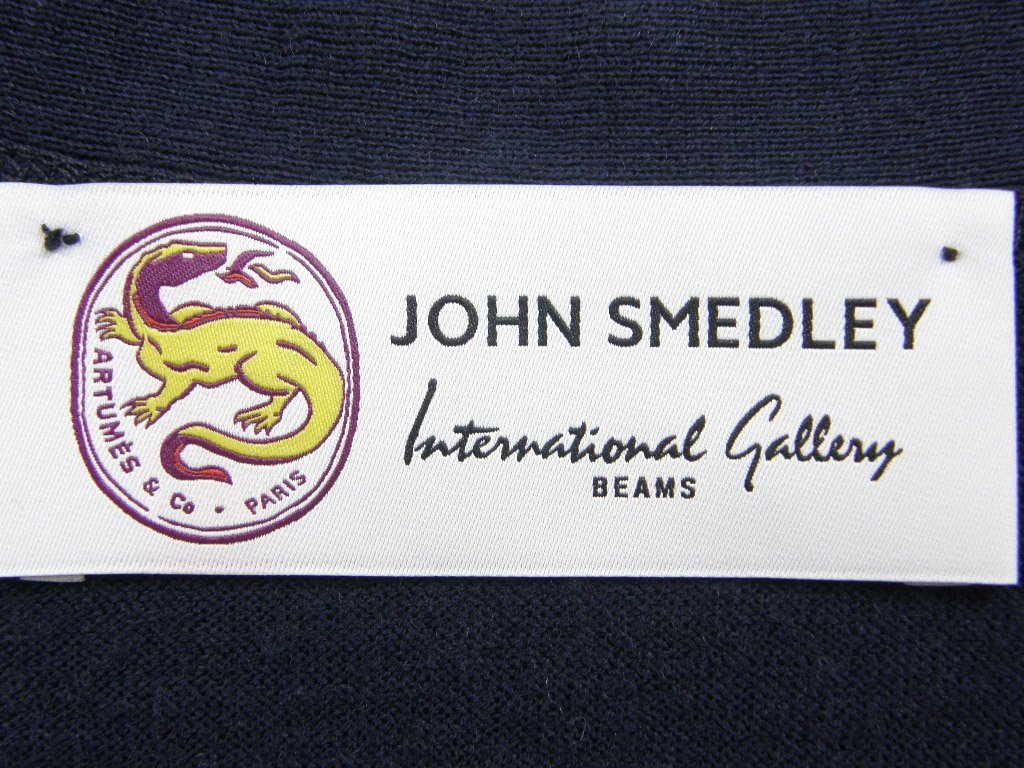 ARTUMÈS & Co · PARIS
JOHN SMEDLEY
International Gallery
BEAMS